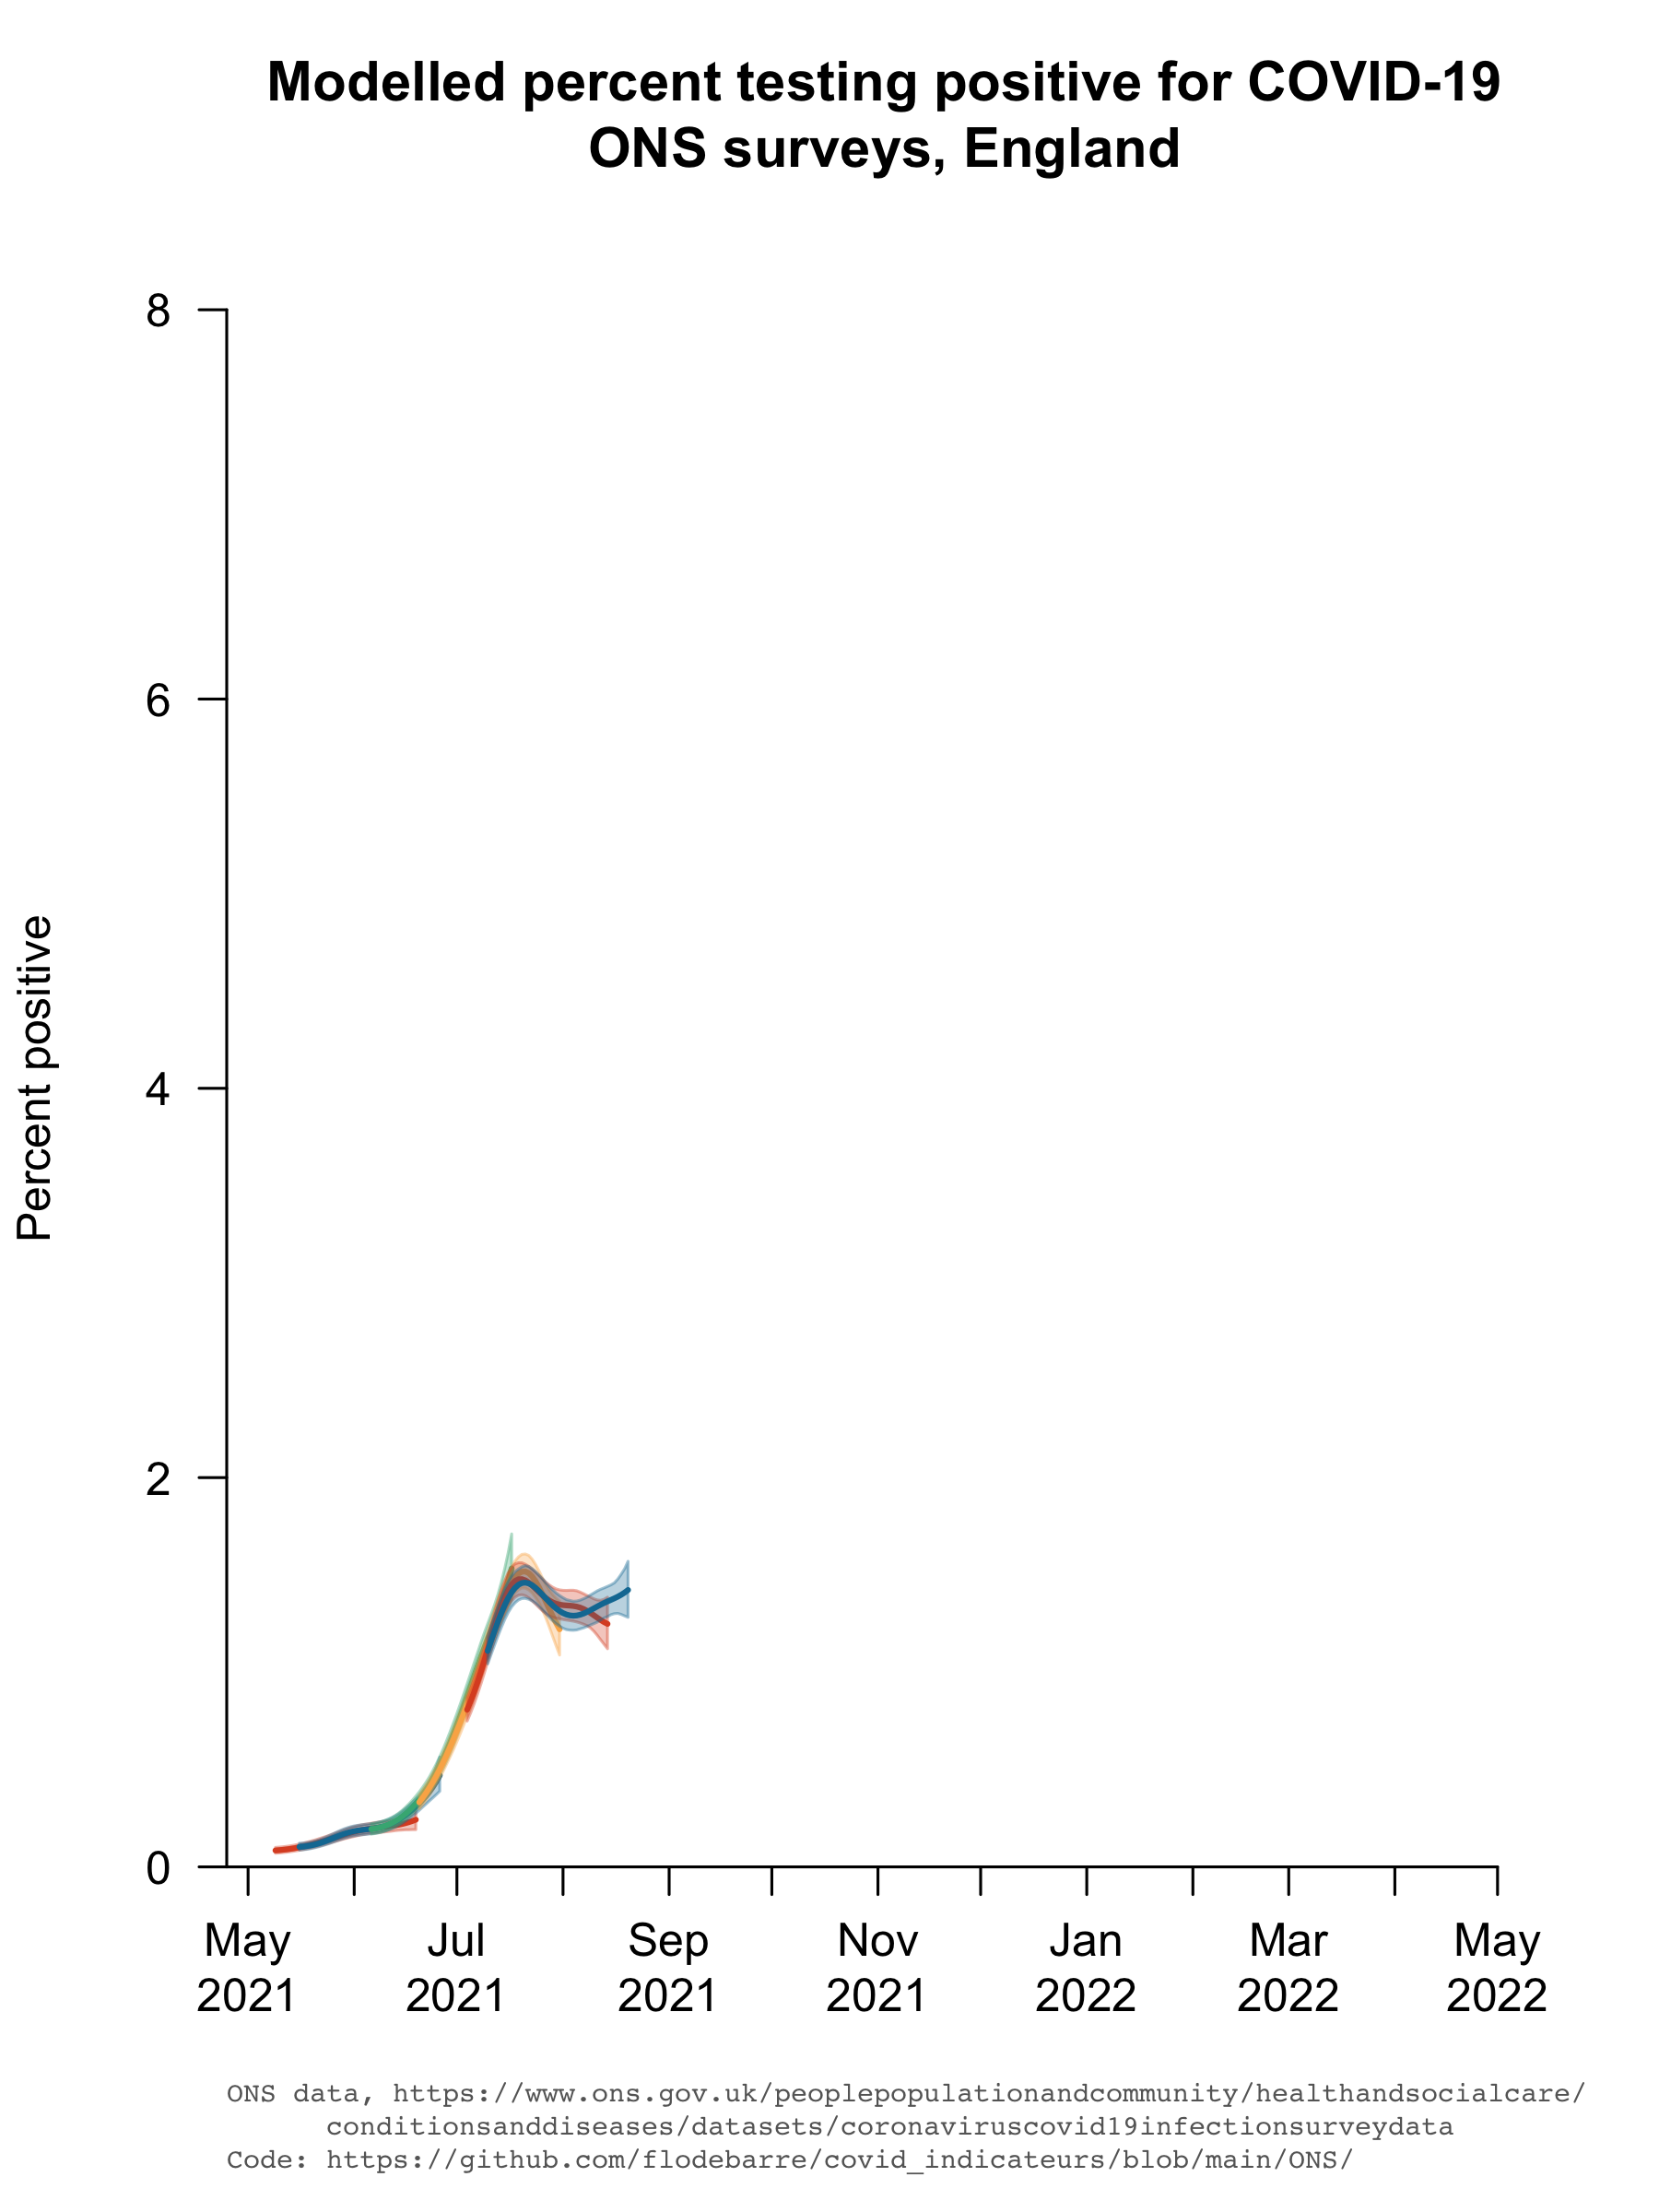 Modelled percent testing positive for COVID-19
ONS surveys, England
Percent positive
8
6
4
2
0
May Jul Sep Nov Jan Mar May
2021 2021 2021 2021 2022 2022 2022
ONS data, https://www.ons.gov.uk/peoplepopulationandcommunity/healthandsocialcare/
conditionsanddiseases/datasets/coronaviruscovid19infectionsurveydata
Code: https://github.com/flodebarre/covid_indicateurs/blob/main/ONS/